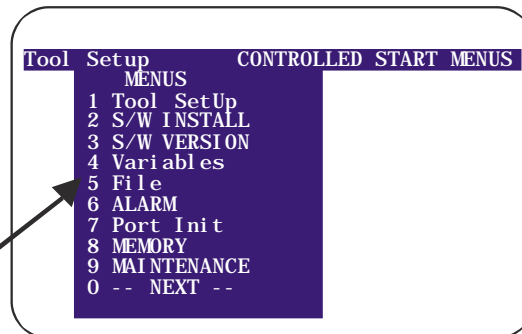 Tool Setup CONTROLLED START MENUS
MENUS
1 Tool SetUp
2 S/W INSTALL
3 S/W VERSION
4 Variables
5 File
6 ALARM
7 Port Init
8 MEMORY
9 MAINTENANCE
0 -- NEXT --